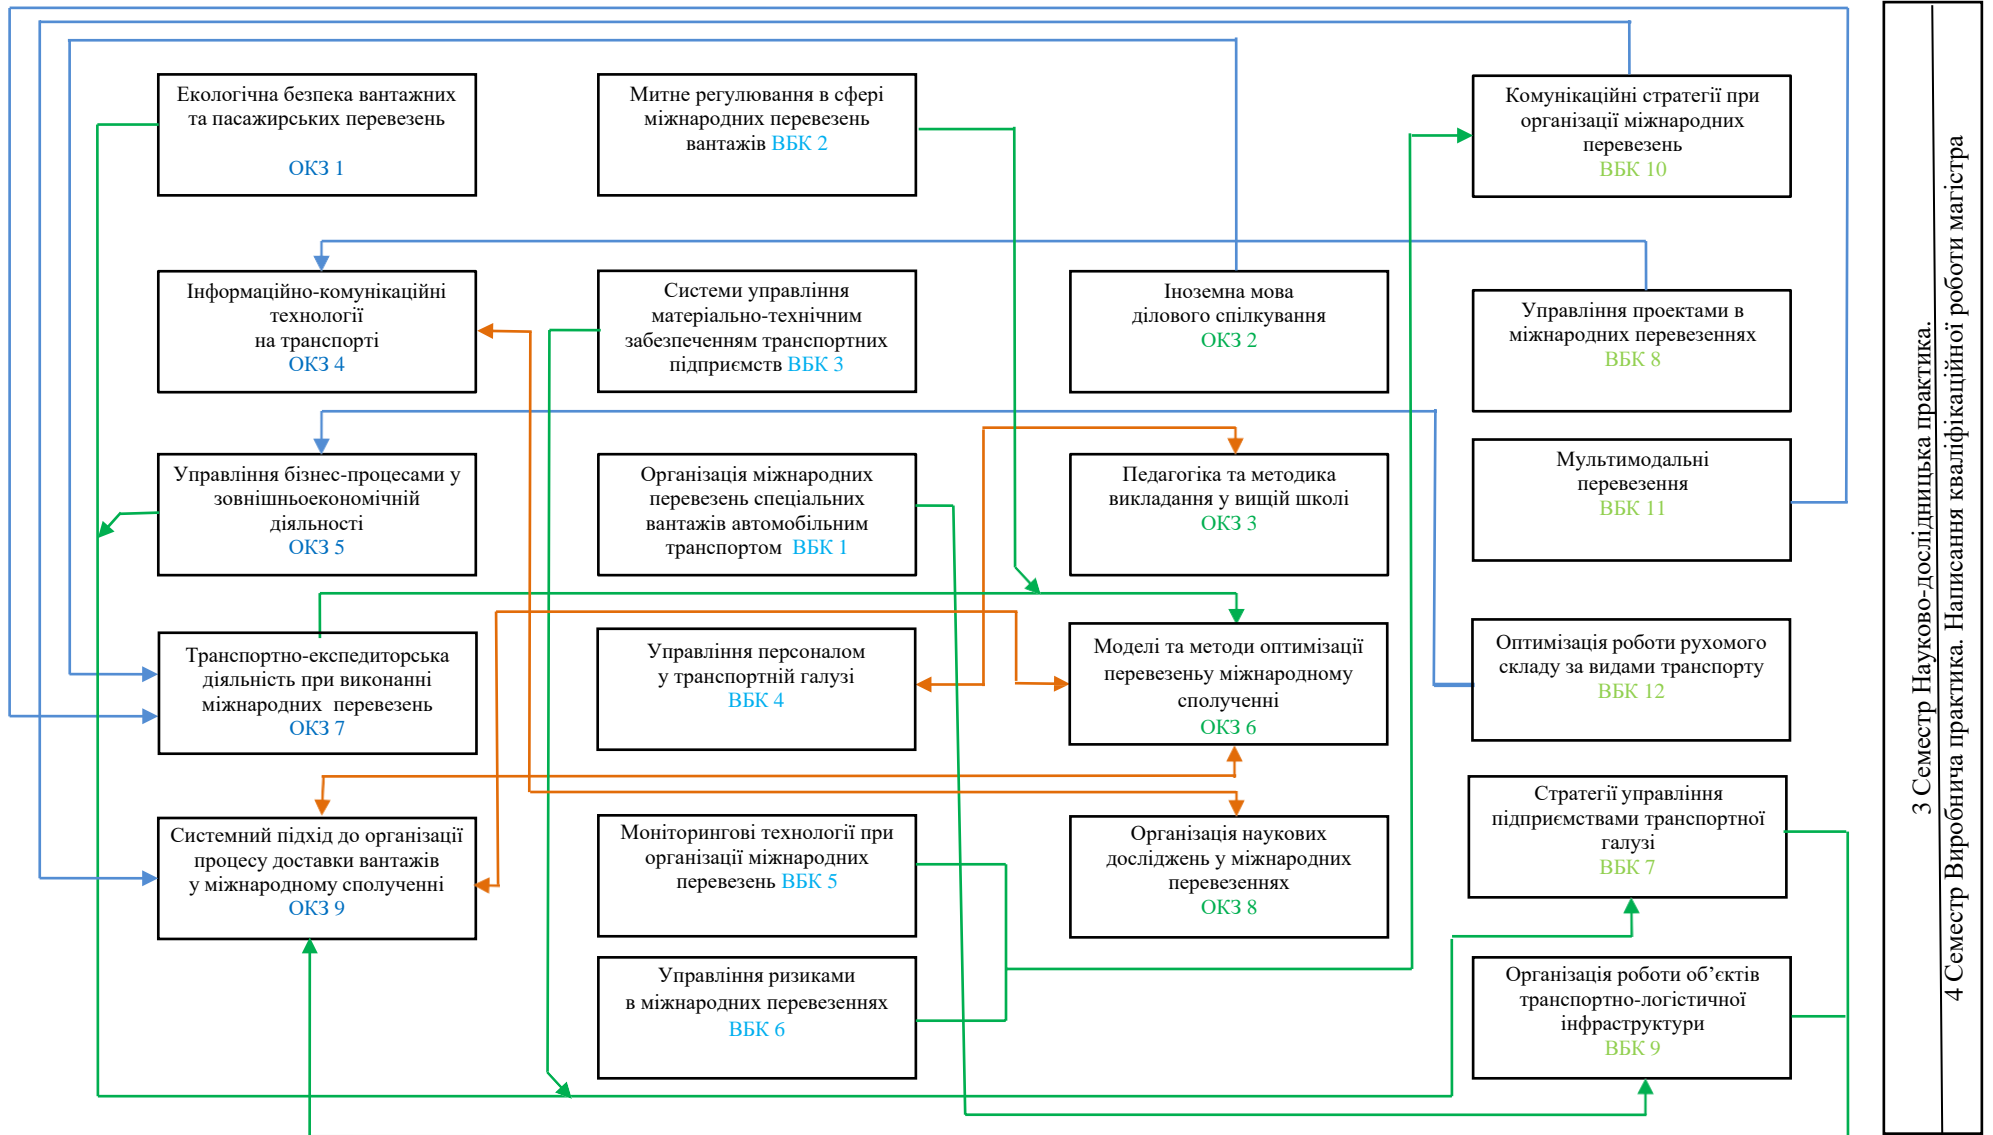 Екологічна безпека вантажних
та пасажирських перевезень
ОКЗ 1
Митне регулювання в сфері
міжнародних перевезень
вантажів ВБК 2
Комунікаційні стратегії при
організації міжнародних
перевезень
ВБК 10
Інформаційно-комунікаційні
технології
на транспорті
ОКЗ 4
Системи управління
матеріально-технічним
забезпеченням транспортних
підприємств ВБК 3
Іноземна мова
ділового спілкування
ОКЗ 2
Управління проектами в
міжнародних перевезеннях
ВБК 8
Управління бізнес-процесами у
зовнішньоекономічній
діяльності
ОКЗ 5
Організація міжнародних
перевезень спеціальних
вантажів автомобільним
транспортом ВБК 1
Педагогіка та методика
викладання у вищій школі
ОКЗ 3
Мультимодальні
перевезення
ВБК 11
Транспортно-експедиторська
діяльність при виконанні
міжнародних перевезень
ОКЗ 7
Управління персоналом
у транспортній галузі
ВБК 4
Моделі та методи оптимізації
перевезеньу міжнародному
сполученні
ОКЗ 6
Оптимізація роботи рухомого
складу за видами транспорту
ВБК 12
Системний підхід до організації
процесу доставки вантажів
у міжнародному сполученні
ОКЗ 9
Моніторингові технології при
організації міжнародних
перевезень ВБК 5
Організація наукових
досліджень у міжнародних
перевезеннях
ОКЗ 8
Стратегії управління
підприємствами транспортної
галузі
ВБК 7
Управління ризиками
в міжнародних перевезеннях
ВБК 6
Організація роботи об’єктів
транспортно-логістичної
інфраструктури
ВБК 9
3 Семестр Науково-дослідницька практика.
4 Семестр Виробнича практика. Написання кваліфікаційної роботи магістра